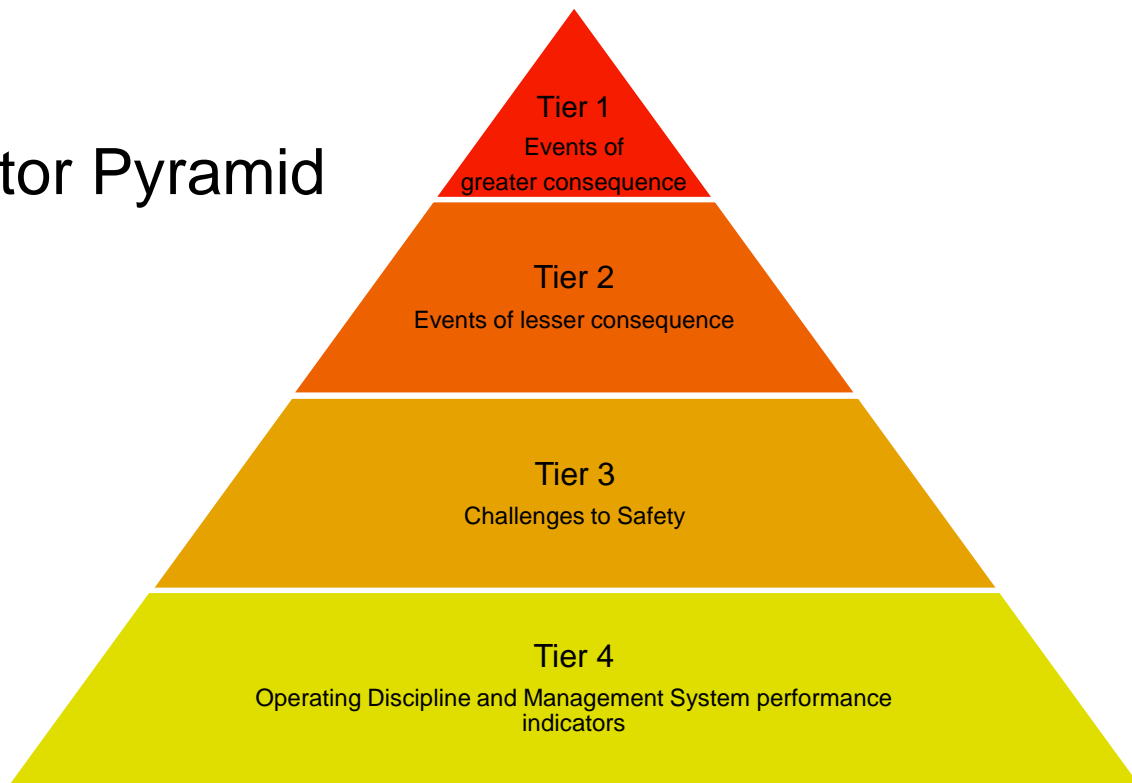 Tier 1
Events of
tor Pyramid
greater consequence
Tier 2
Events of lesser consequence
Tier 3
Challenges to Safety
Tier 4
Operating Discipline and Management System performance
indicators